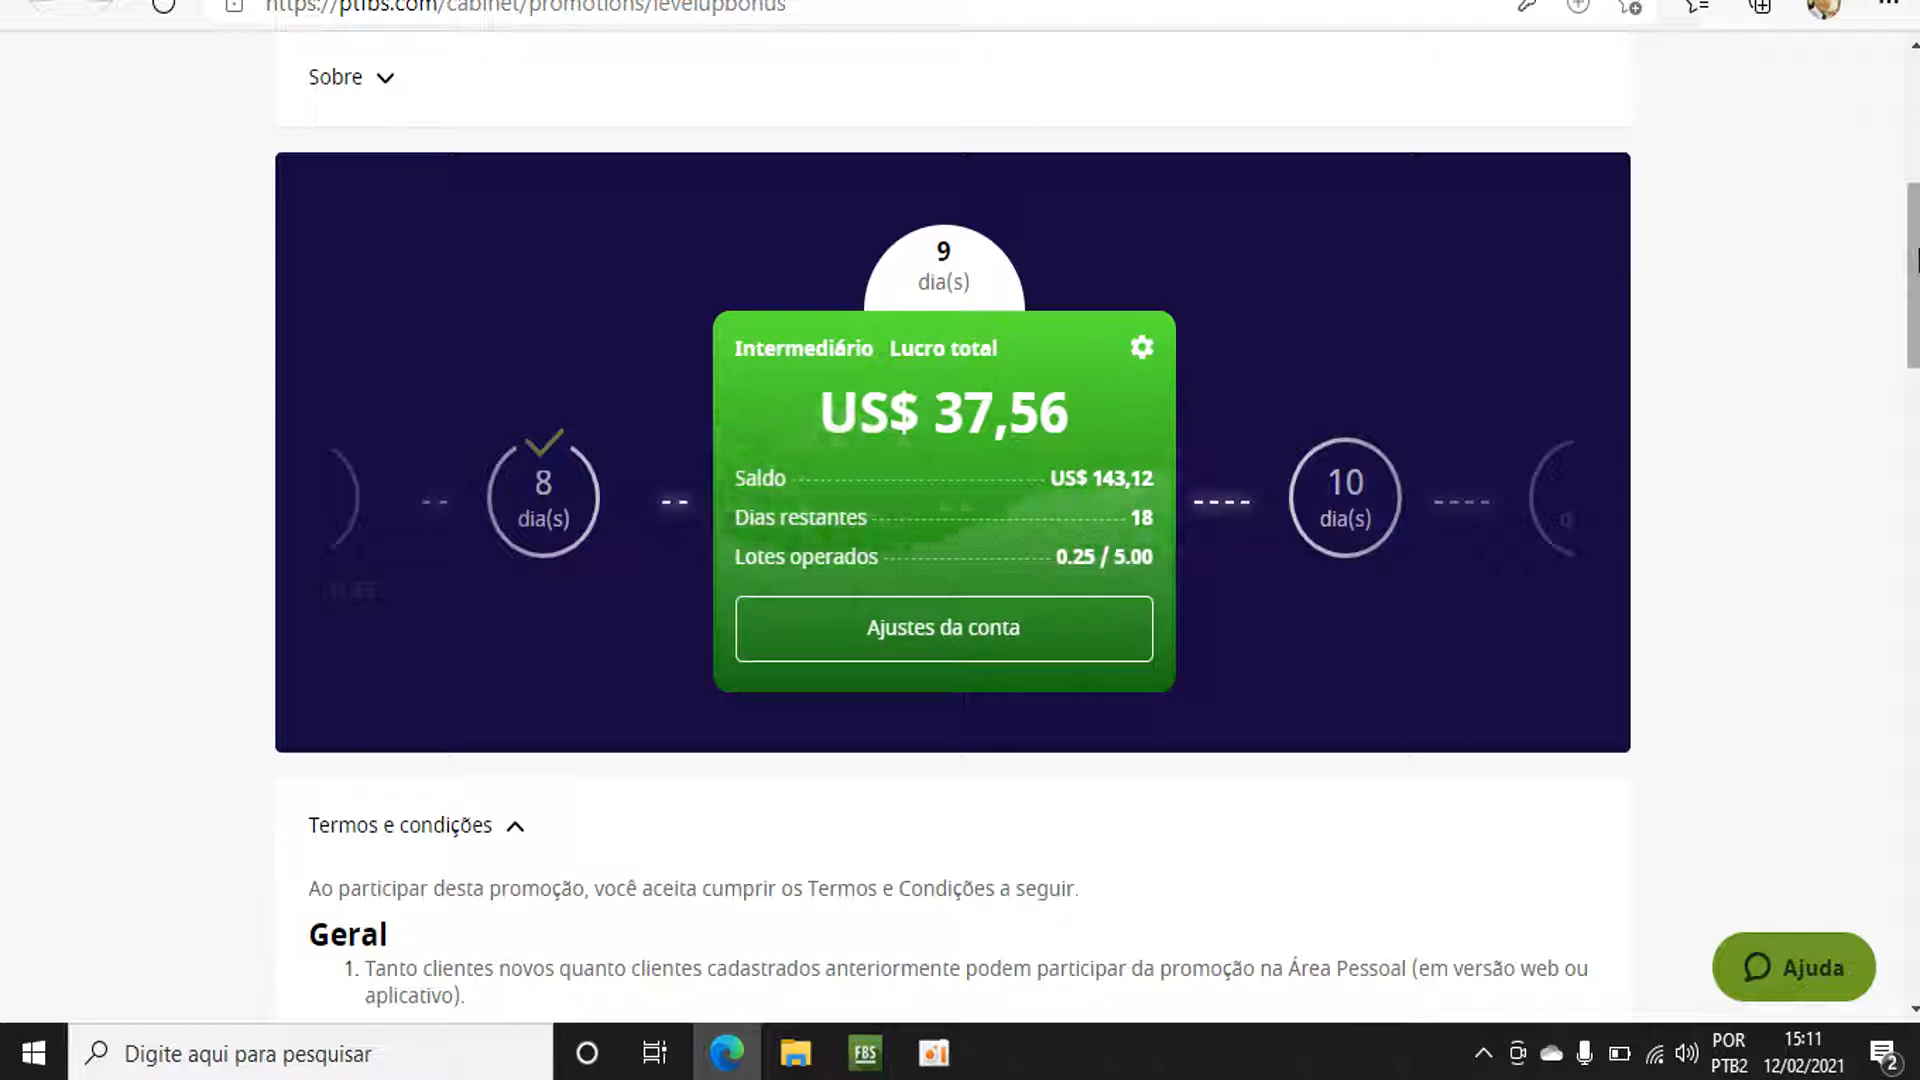 https://ptfbs.com/cabinet/promotions/levelupbonus
Sobre
9
dia(s)
Intermediário Lucro total
US$ 37,56
8
dia(s)
Saldo US$ 143,12
Dias restantes 18
Lotes operados 0.25 / 5.00
10
dia(s)
Ajustes da conta
Termos e condições
Ao participar desta promoção, você aceita cumprir os Termos e Condições a seguir.
Geral
1. Tanto clientes novos quanto clientes cadastrados anteriormente podem participar da promoção na Área Pessoal (em versão web ou
aplicativo).
Ajuda
Digite aqui para pesquisar
FBS
POR
PTB2
15:11
12/02/2021
2